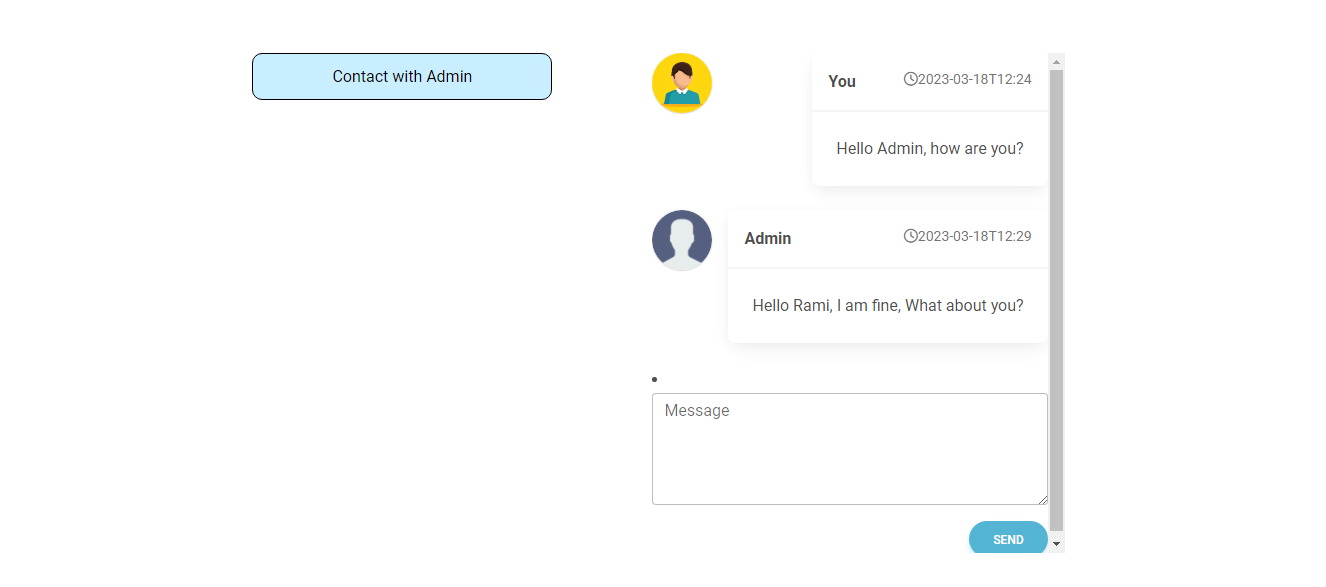 Contact with Admin
You
2023-03-18T12:24
Hello Admin, how are you?
Admin
2023-03-18T12:29
Hello Rami, I am fine, What about you?
Message
SEND